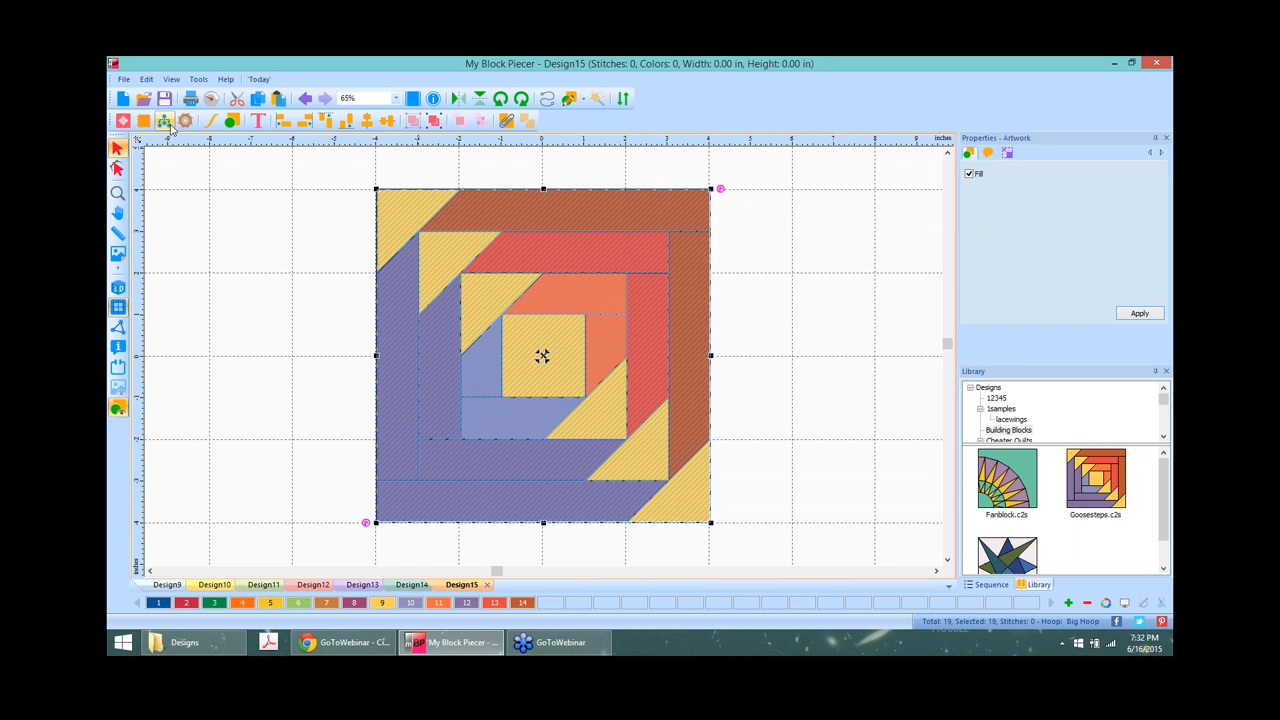 My Block Piecer - Design15 (Stitches: 0, Colors: 0, Width: 0.00 in, Height: 0.00 in)
File Edit View Tools Help 'Today'
65%
inches
Properties - Artwork
Fill
Apply
Library
Designs
12345
1samples
lacewings
Building Blocks
Cheater Quilts
Fanblock.c2s Goosesteps.c2s
Sequence Library
Design9 Design10 Design11 Design12 Design13 Design14 Design15
1 2 3 4 5 6 7 8 9 10 11 12 13 14
Total: 19, Selected: 19, Stitches: 0 - Hoop: Big Hoop
Designs GoToWebinar - Ci... My Block Piecer - ... GoToWebinar
7:32 PM
6/16/2015